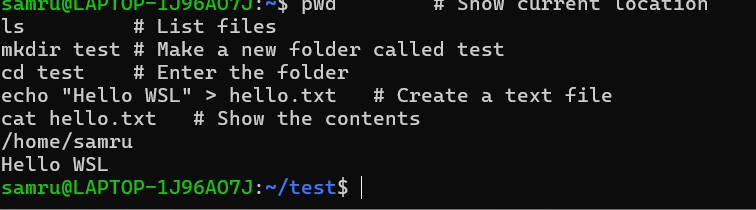 samru@LAPTOP-1J96AO7J:~$ pwd          # Show current location
ls          # List files
mkdir test # Make a new folder called test
cd test    # Enter the folder
echo "Hello WSL" > hello.txt   # Create a text file
cat hello.txt   # Show the contents
/home/samru
Hello WSL
samru@LAPTOP-1J96AO7J:~/test$